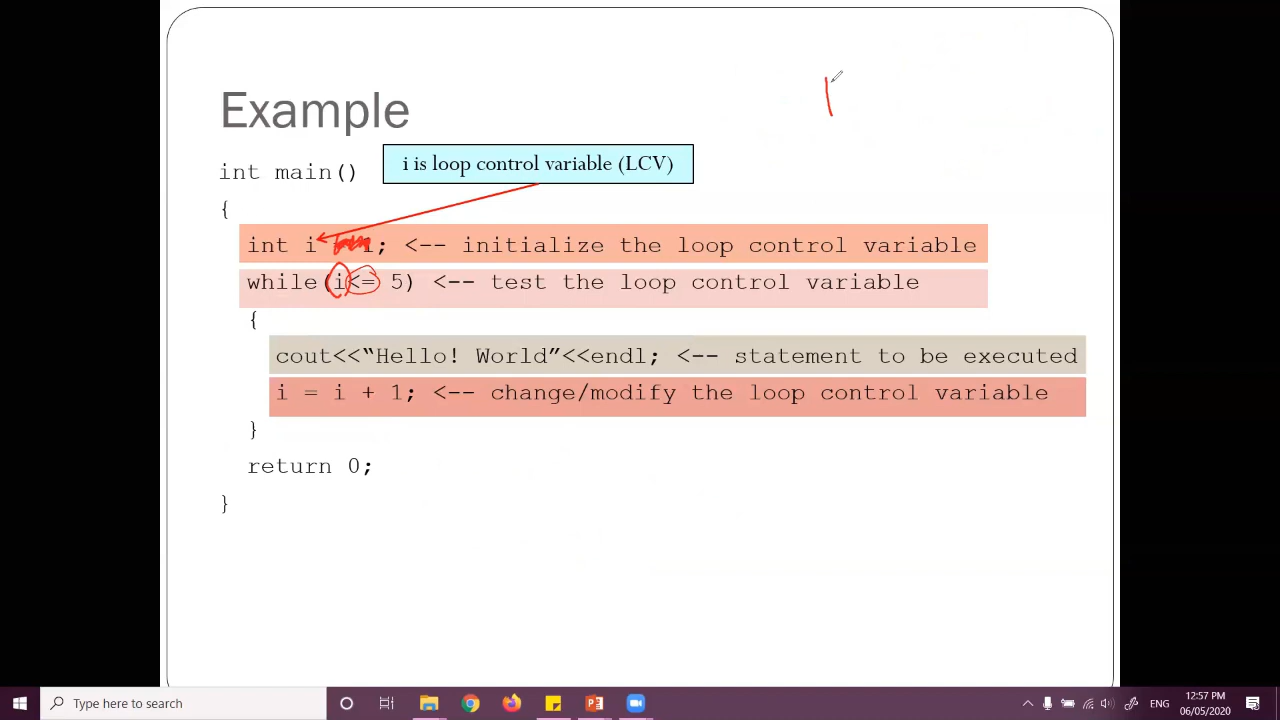 Example
i is loop control variable (LCV)
int main()
{
int i = 1; <-- initialize the loop control variable
while(i<= 5) <-- test the loop control variable
{
cout<<“Hello! World”<<endl; <-- statement to be executed
i = i + 1; <-- change/modify the loop control variable
}
return 0;
}
Type here to search
ENG
12:57 PM
06/05/2020